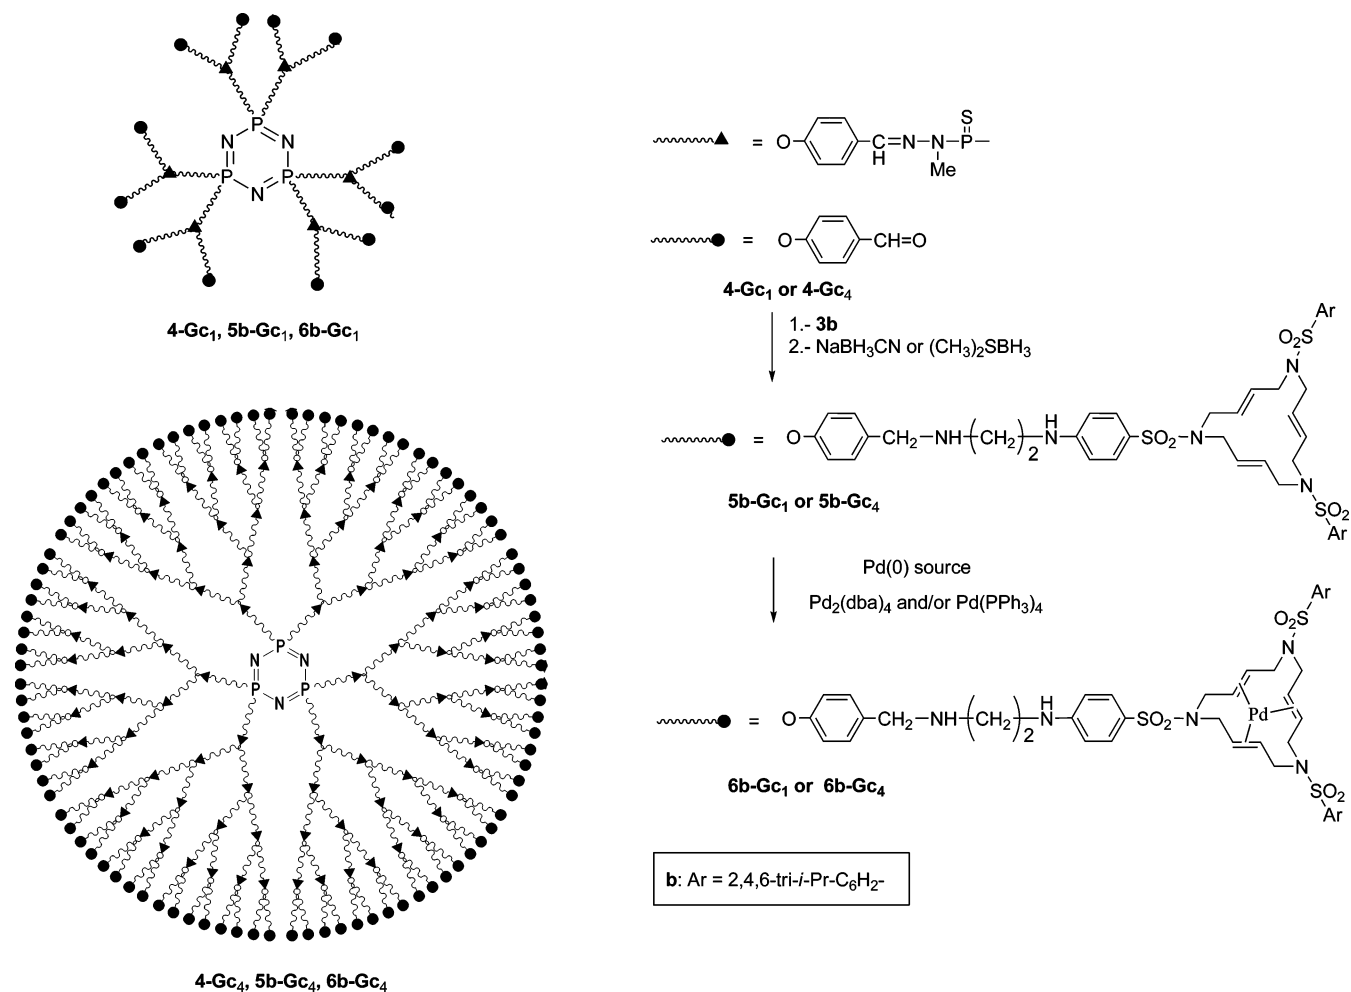 P
N N
P P
N
4-Gc1, 5b-Gc1, 6b-Gc1
P
N N
P P
N
4-Gc4, 5b-Gc4, 6b-Gc4
S
= O CH=N N P
H
Me
= O CH=O
4-Gc1 or 4-Gc4
1.- 3b
2.- NaBH3CN or (CH3)2SBH3
Ar
O2S
N
= O CH2 NH (CH2)2 HN SO2 N
N
SO2
Ar
5b-Gc1 or 5b-Gc4
Pd(0) source
Pd2(dba)4 and/or Pd(PPh3)4
Ar
O2S
N
= O CH2 NH (CH2)2 HN SO2 N Pd
N
SO2
Ar
6b-Gc1 or 6b-Gc4
b: Ar = 2,4,6-tri-i-Pr-C6H2-